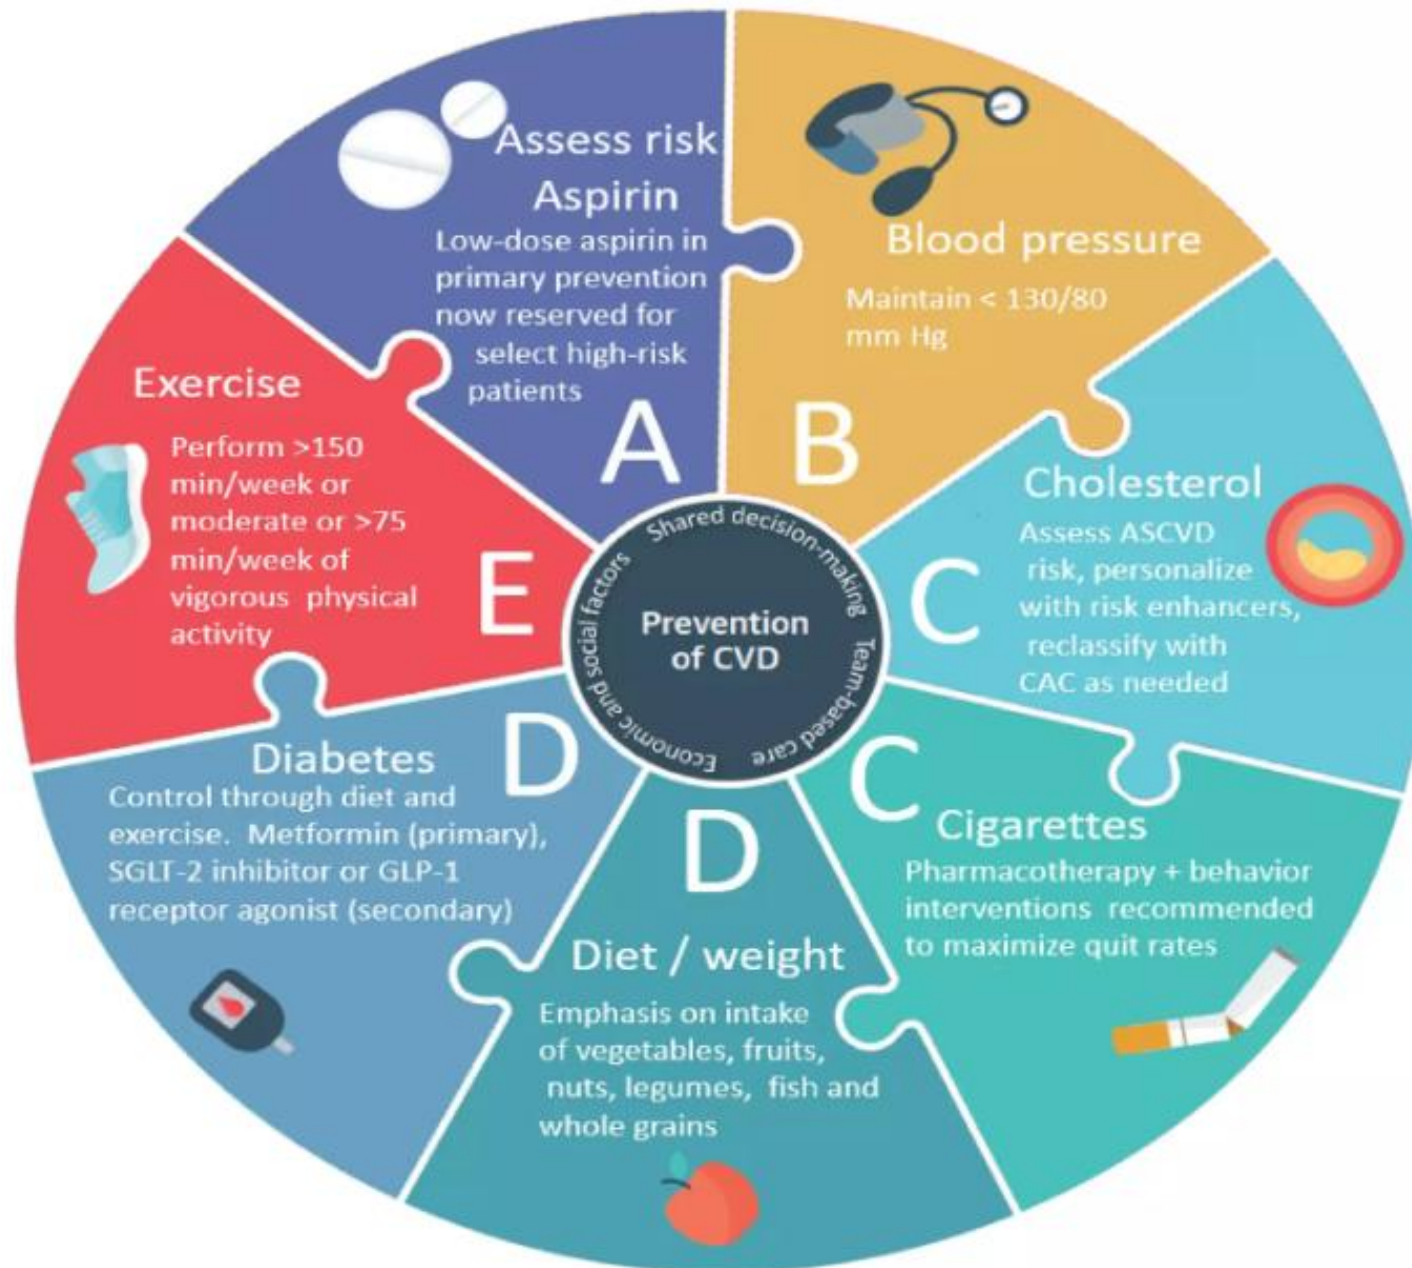 Assess risk
Aspirin
Low-dose aspirin in
primary prevention
now reserved for
select high-risk
patients
A
Blood pressure
Maintain < 130/80
mm Hg
B
Cholesterol
Assess ASCVD
risk, personalize
with risk enhancers,
reclassify with
CAC as needed
C
Cigarettes
Pharmacotherapy + behavior
interventions recommended
to maximize quit rates
C
D
Diet / weight
Emphasis on intake
of vegetables, fruits,
nuts, legumes, fish and
whole grains
D
Diabetes
Control through diet and
exercise. Metformin (primary),
SGLT-2 inhibitor or GLP-1
receptor agonist (secondary)
Exercise
Perform >150
min/week or
moderate or >75
min/week of
vigorous physical
activity
E
Shared decision-making
Team-based care
Economic and social factors
Prevention
of CVD